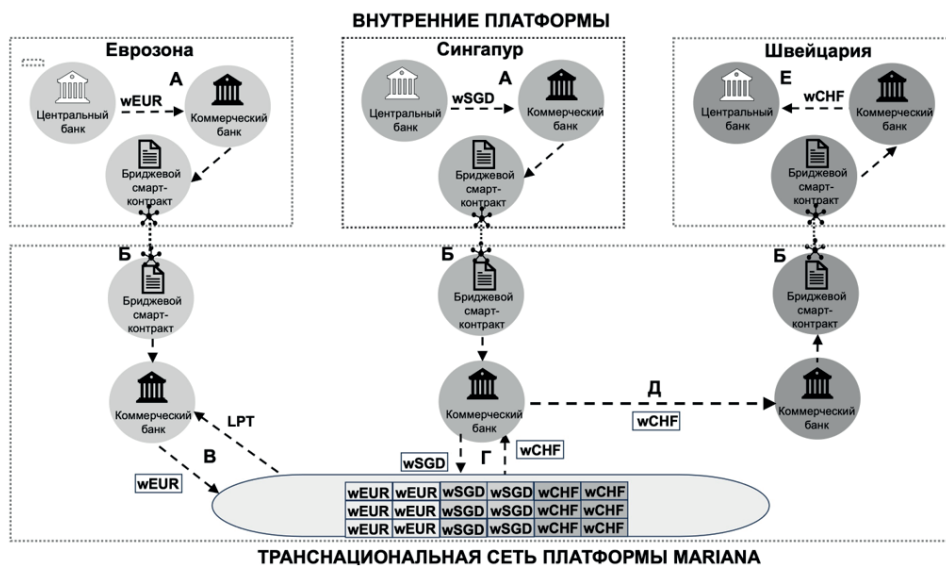 ВНУТРЕННИЕ ПЛАТФОРМЫ
Еврозона
А
wEUR
Центральный
банк
Коммерческий
банк
Бриджевой
смарт-
контракт
Сингапур
А
wSGD
Центральный
банк
Коммерческий
банк
Бриджевой
смарт-
контракт
Швейцария
Е
wCHF
Центральный
банк
Коммерческий
банк
Бриджевой
смарт-
контракт
Б
Бриджевой
смарт-
контракт
Б
Бриджевой
смарт-
контракт
Б
Бриджевой
смарт-
контракт
Коммерческий
банк
LPT
В
wEUR
Коммерческий
банк
wSGD
Г
wCHF
Д
wCHF
Коммерческий
банк
wEUR wEUR wSGD wSGD wCHF wCHF
wEUR wEUR wSGD wSGD wCHF wCHF
wEUR wEUR wSGD wSGD wCHF wCHF
ТРАНСНАЦИОНАЛЬНАЯ СЕТЬ ПЛАТФОРМЫ MARIANA